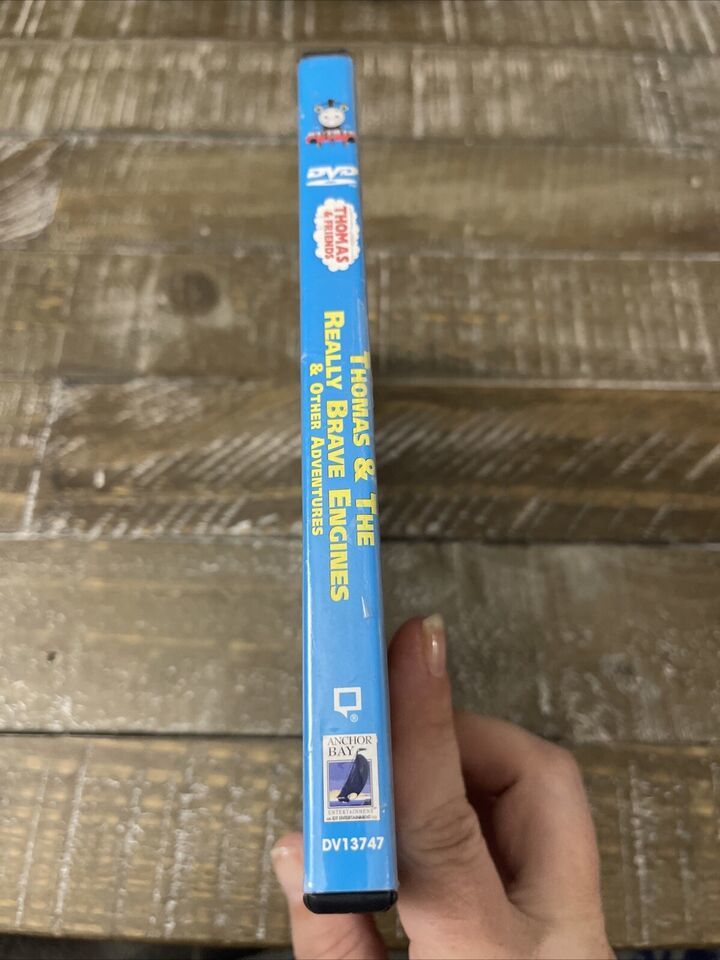 DVD
THOMAS
& FRIENDS
THOMAS & THE
REALLY BRAVE ENGINES
& OTHER ADVENTURES
®
ANCHOR
BAY
ENTERTAINMENT
DV13747